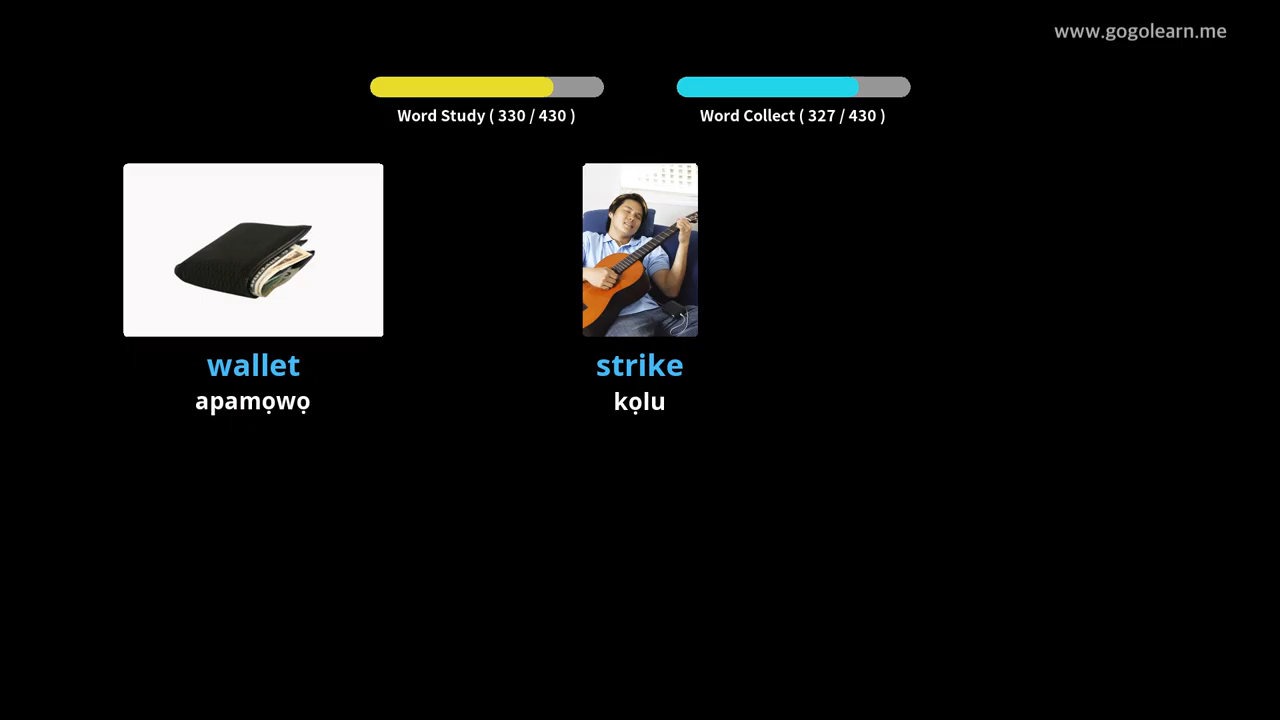 www.gogolearn.me
Word Study ( 330 / 430 )
Word Collect ( 327 / 430 )
wallet
apamọwọ
strike
kọlu